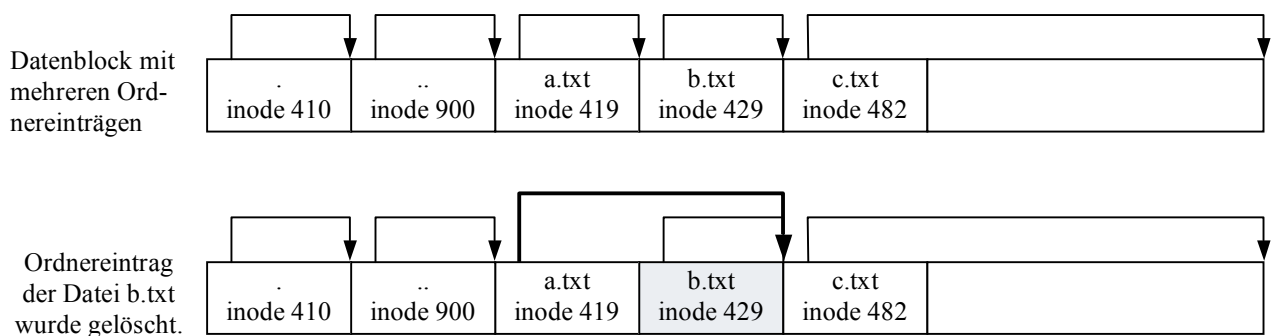 Datenblock mit
mehreren Ord-
nereinträgen
.
inode 410
..
inode 900
a.txt
inode 419
b.txt
inode 429
c.txt
inode 482
Ordnereintrag
der Datei b.txt
wurde gelöscht.
.
inode 410
..
inode 900
a.txt
inode 419
b.txt
inode 429
c.txt
inode 482